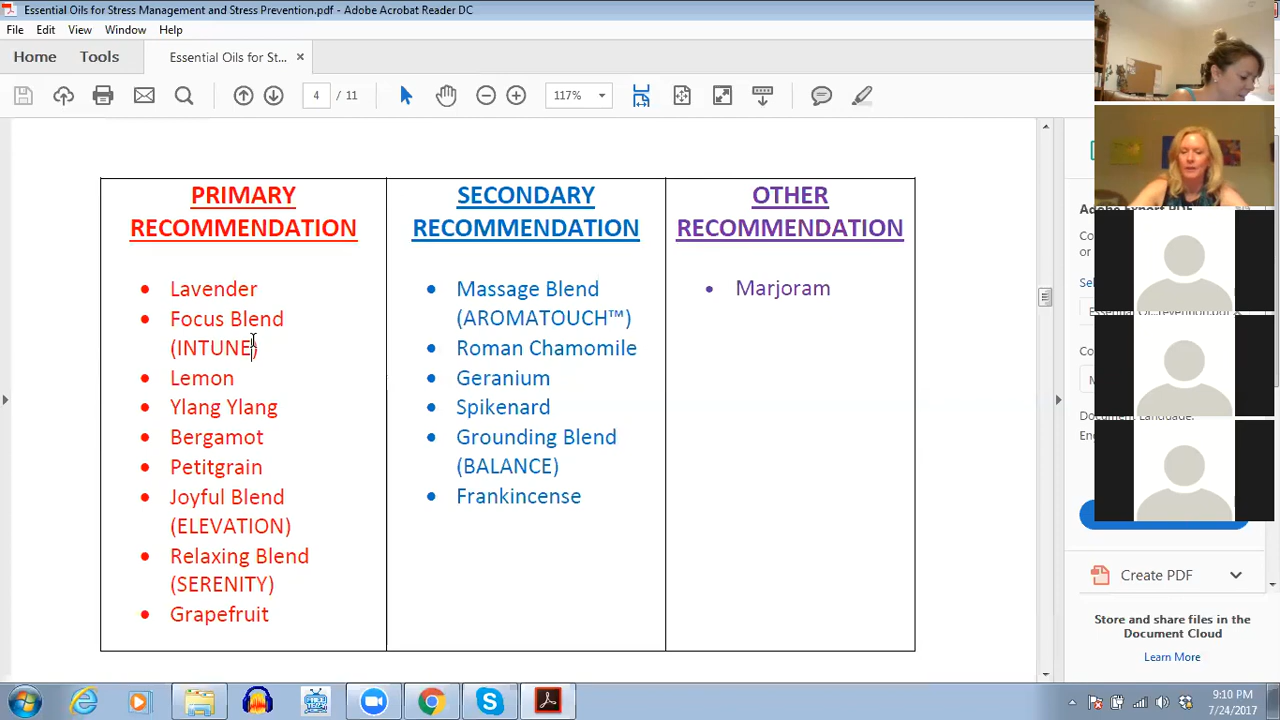 Essential Oils for Stress Management and Stress Prevention.pdf - Adobe Acrobat Reader DC
File Edit View Window Help
Home Tools Essential Oils for St... ×
4 / 11 117%
PRIMARY
RECOMMENDATION
Lavender
Focus Blend
(INTUNE)
Lemon
Ylang Ylang
Bergamot
Petitgrain
Joyful Blend
(ELEVATION)
Relaxing Blend
(SERENITY)
Grapefruit
SECONDARY
RECOMMENDATION
Massage Blend
(AROMATOUCH™)
Roman Chamomile
Geranium
Spikenard
Grounding Blend
(BALANCE)
Frankincense
OTHER
RECOMMENDATION
Marjoram
Create PDF
Store and share files in the
Document Cloud
Learn More
9:10 PM
7/24/2017